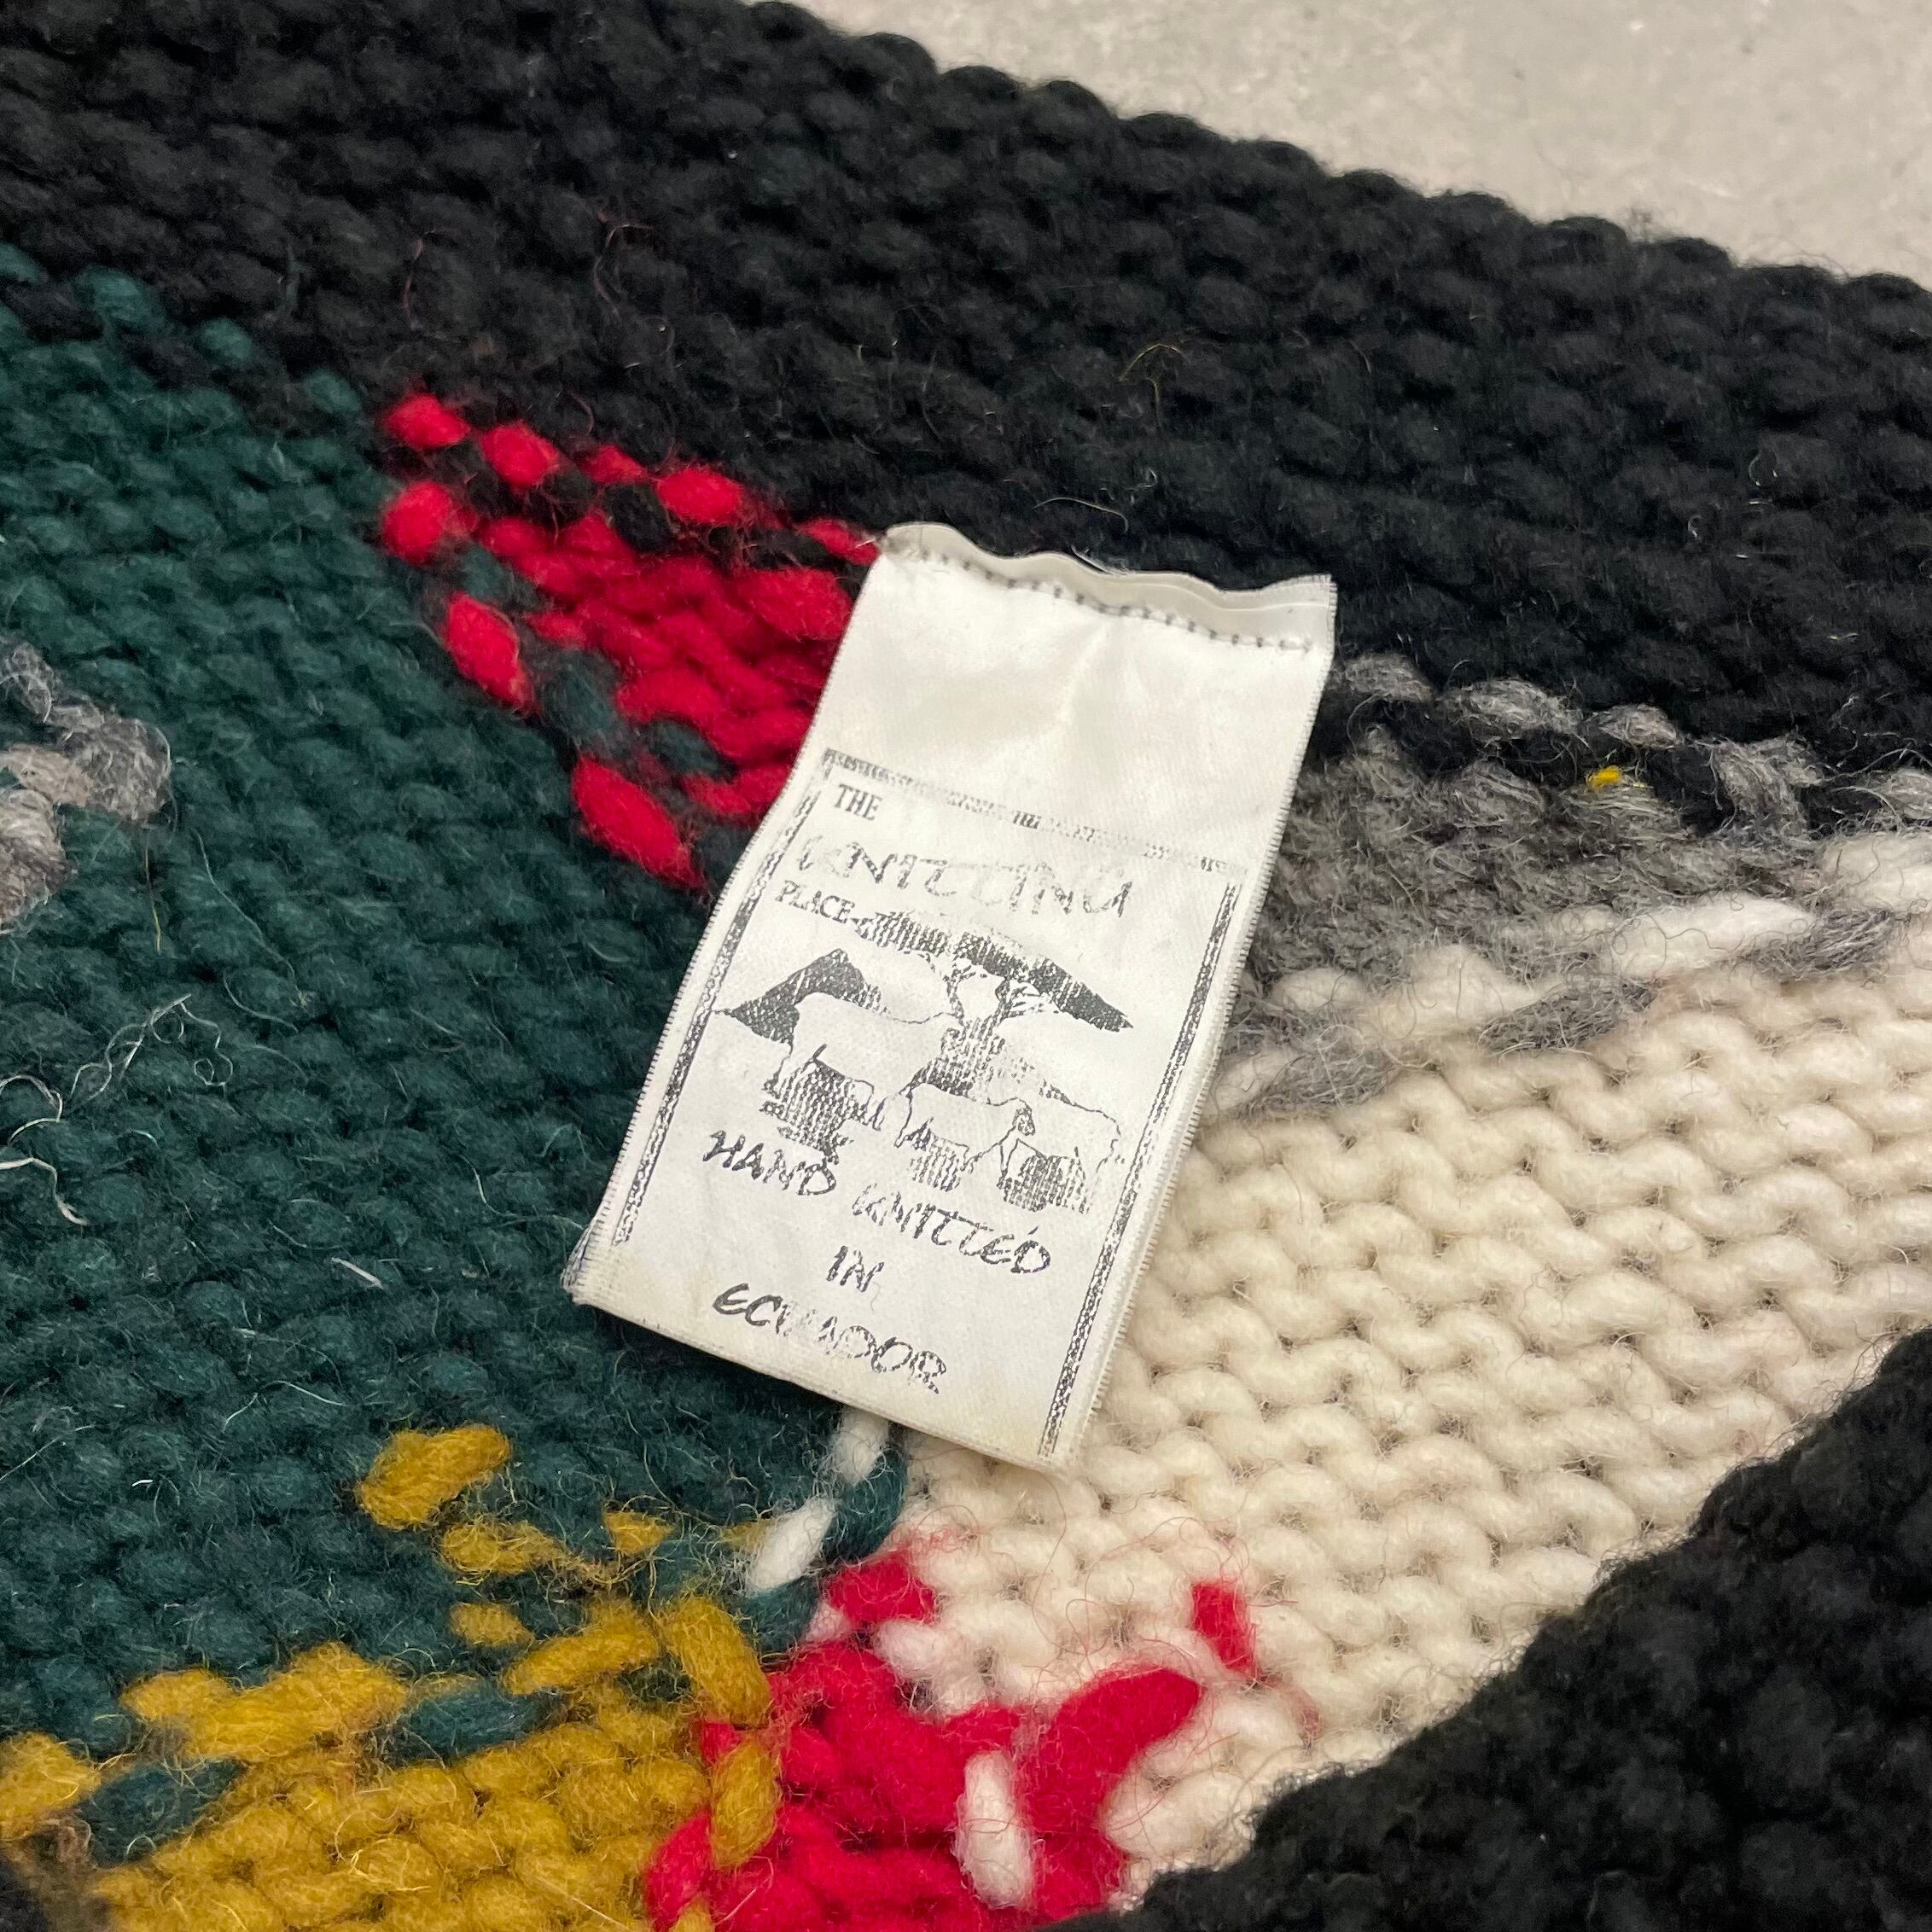 THE
KNITTING
PLACE
HAND KNITTED
IN
ECUADOR